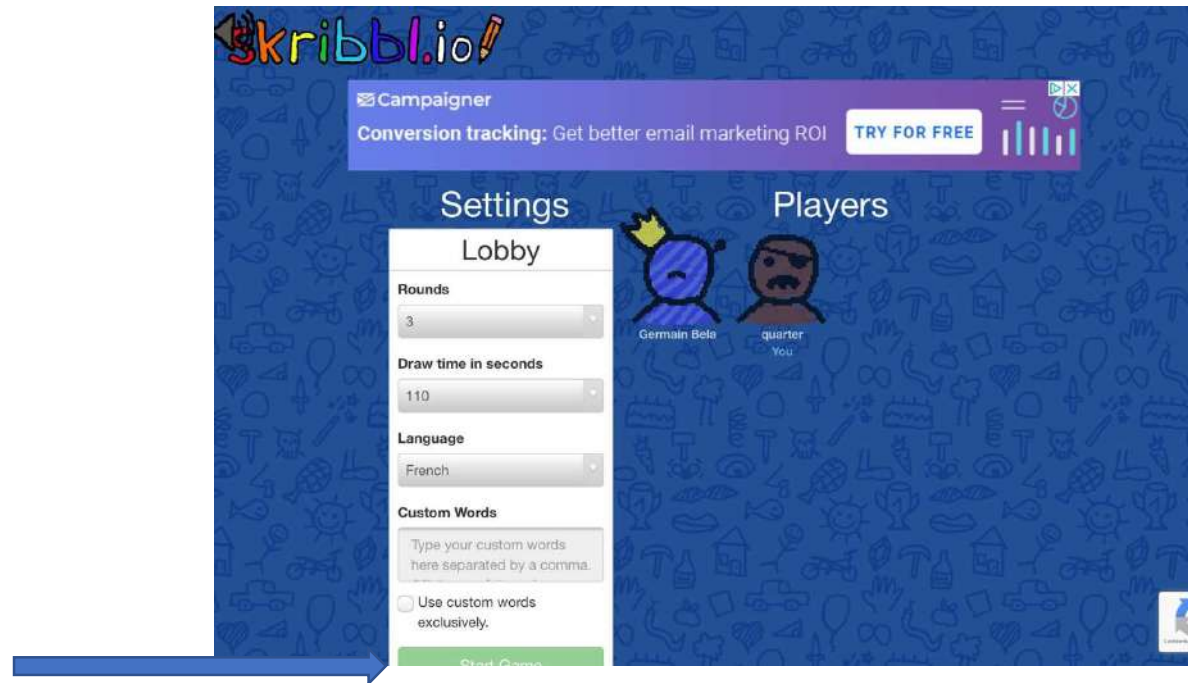 skribbl.io
Campaigner
Conversion tracking: Get better email marketing ROI
TRY FOR FREE
Settings
Players
Lobby
Rounds
3
Draw time in seconds
110
Language
French
Custom Words
Type your custom words
here separated by a comma.
Use custom words
exclusively.
Start Game
Germain Bela
quarter
You